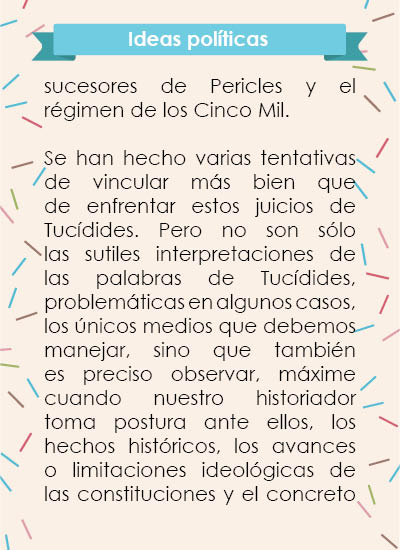 Ideas políticas
sucesores de Pericles y el
régimen de los Cinco Mil.
Se han hecho varias tentativas
de vincular más bien que
de enfrentar estos juicios de
Tucídides. Pero no son sólo
las sutiles interpretaciones de
las palabras de Tucídides,
problemáticas en algunos casos,
los únicos medios que debemos
manejar, sino que también
es preciso observar, máxime
cuando nuestro historiador
toma postura ante ellos, los
hechos históricos, los avances
o limitaciones ideológicas de
las constituciones y el concreto